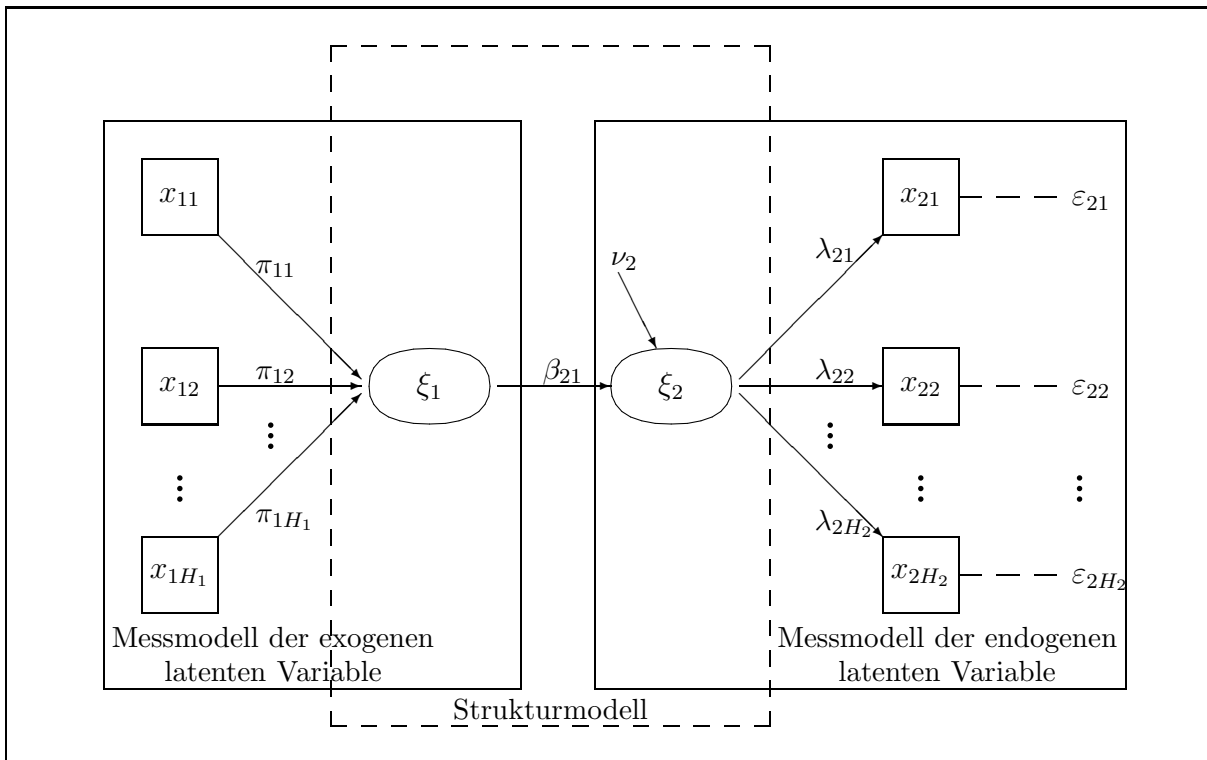 x₁₁
x₂₁
ε₂₁
π₁₁
ν₂
λ₂₁
x₁₂
π₁₂
ξ₁
β₂₁
ξ₂
λ₂₂
x₂₂
ε₂₂
π₁H₁
λ₂H₂
x₁H₁
x₂H₂
ε₂H₂
Messmodell der exogenen
latenten Variable
Messmodell der endogenen
latenten Variable
Strukturmodell